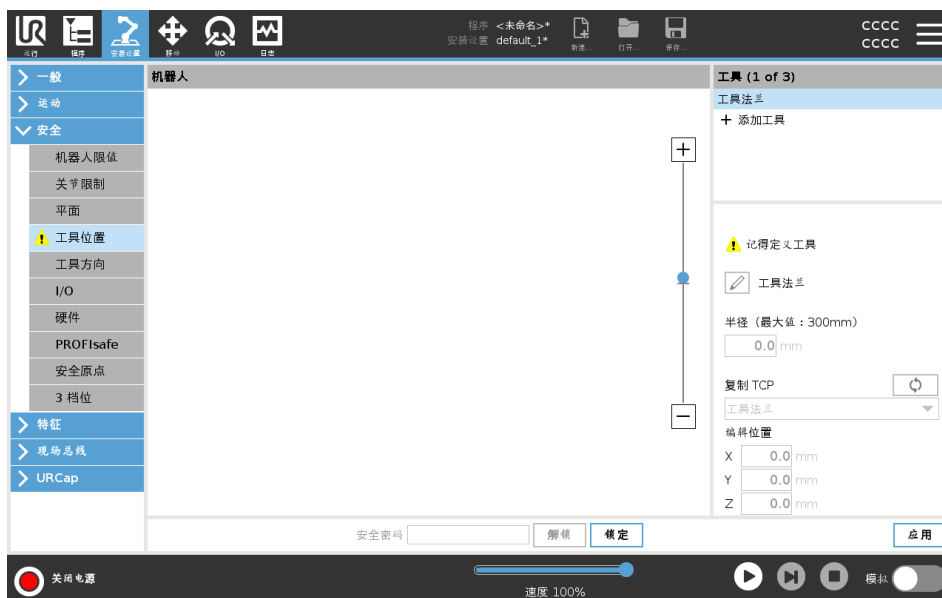 UR
运行
程序
安装设置
移动
I/O
日志
程序 <未命名>*
安装设置 default_1*
新建...
打开...
保存...
CCCC
CCCC
一般
运动
安全
机器人限值
关节限制
平面
工具位置
工具方向
I/O
硬件
PROFIsafe
安全原点
3 档位
特征
现场总线
URCap
机器人
工具 (1 of 3)
工具法兰
添加工具
记得定义工具
工具法兰
半径（最大值：300mm）
0.0 mm
复制 TCP
工具法兰
编辑位置
X 0.0 mm
Y 0.0 mm
Z 0.0 mm
安全密码 解锁 锁定 应用
关闭电源
速度 100%
模拟